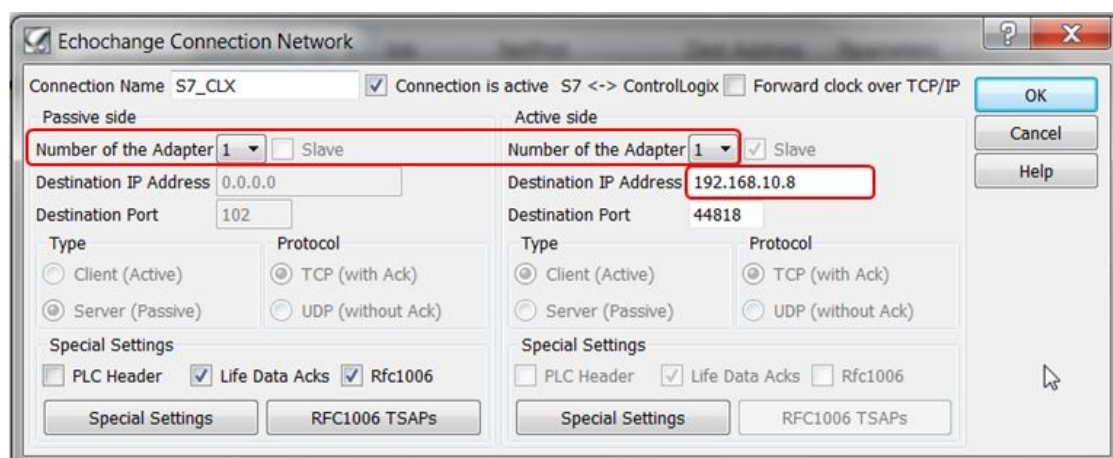 Echochange Connection Network
Connection Name S7_CLX Connection is active S7 <-> ControlLogix Forward clock over TCP/IP OK
Passive side Active side Cancel
Number of the Adapter 1 Slave Number of the Adapter 1 Slave
Destination IP Address 0.0.0.0 Destination IP Address 192.168.10.8 Help
Destination Port 102 Destination Port 44818
Type Protocol Type Protocol
Client (Active) TCP (with Ack) Client (Active) TCP (with Ack)
Server (Passive) UDP (without Ack) Server (Passive) UDP (without Ack)
Special Settings Special Settings
PLC Header Life Data Acks Rfc1006 PLC Header Life Data Acks Rfc1006
Special Settings RFC1006 TSAPs Special Settings RFC1006 TSAPs